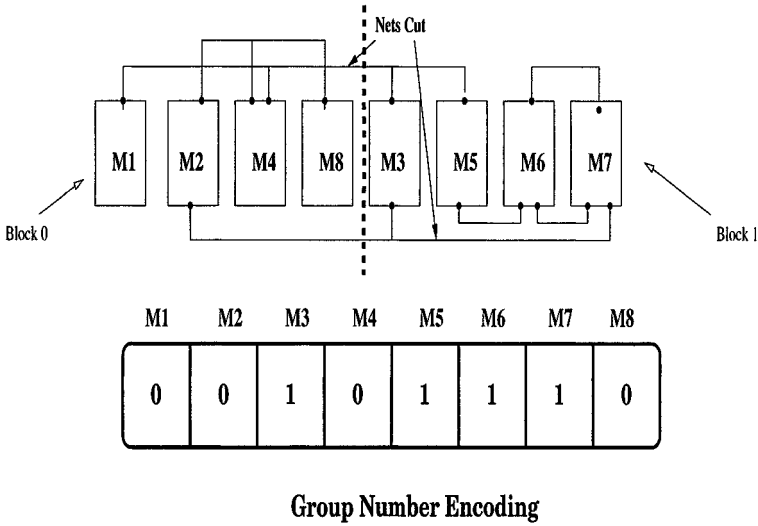 Nets Cut
M1 M2 M4 M8 M3 M5 M6 M7
Block 0
Block 1
M1 M2 M3 M4 M5 M6 M7 M8
0 0 1 0 1 1 1 0
Group Number Encoding